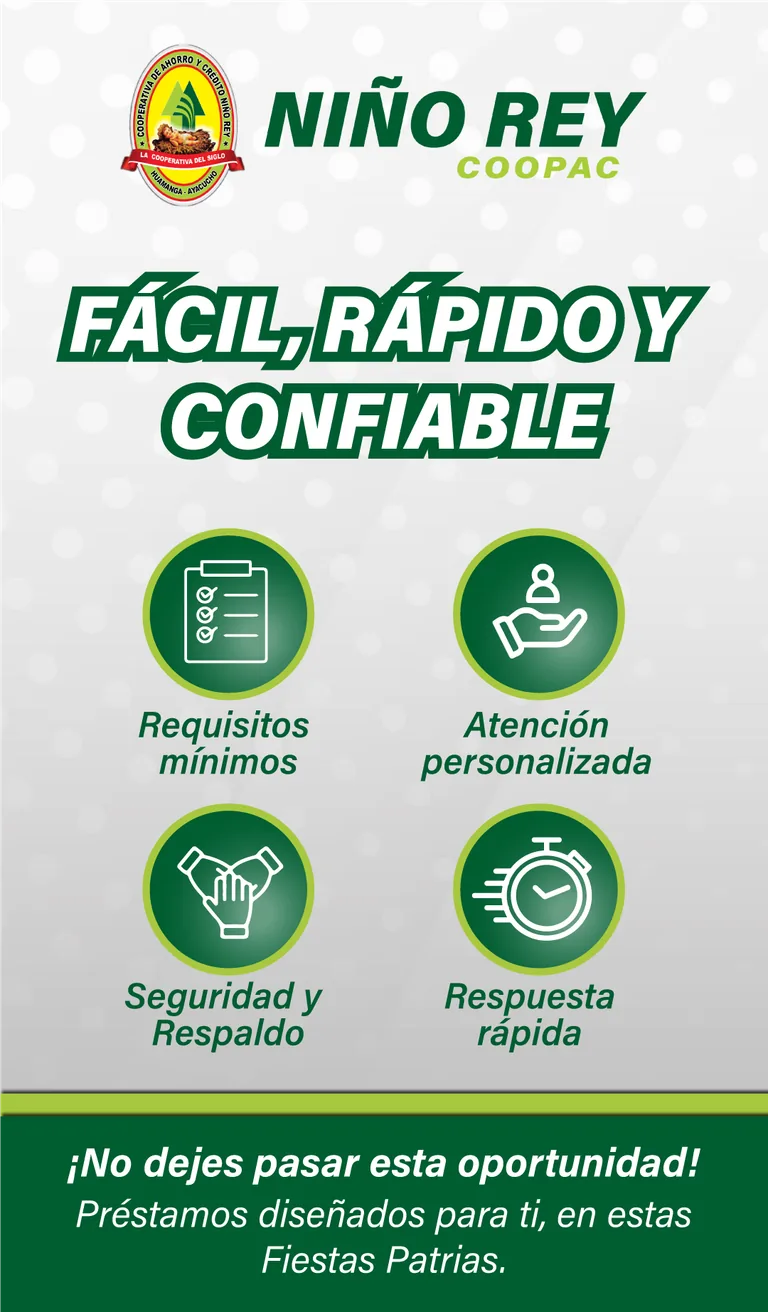 COOPERATIVA DE AHORRO Y CRÉDITO NIÑO REY
LA COOPERATIVA DEL SIGLO
HUAMANGA - AYACUCHO
NIÑO REY
COOPAC
FÁCIL, RÁPIDO Y
CONFIABLE
Requisitos
mínimos
Atención
personalizada
Seguridad y
Respaldo
Respuesta
rápida
¡No dejes pasar esta oportunidad!
Préstamos diseñados para ti, en estas
Fiestas Patrias.